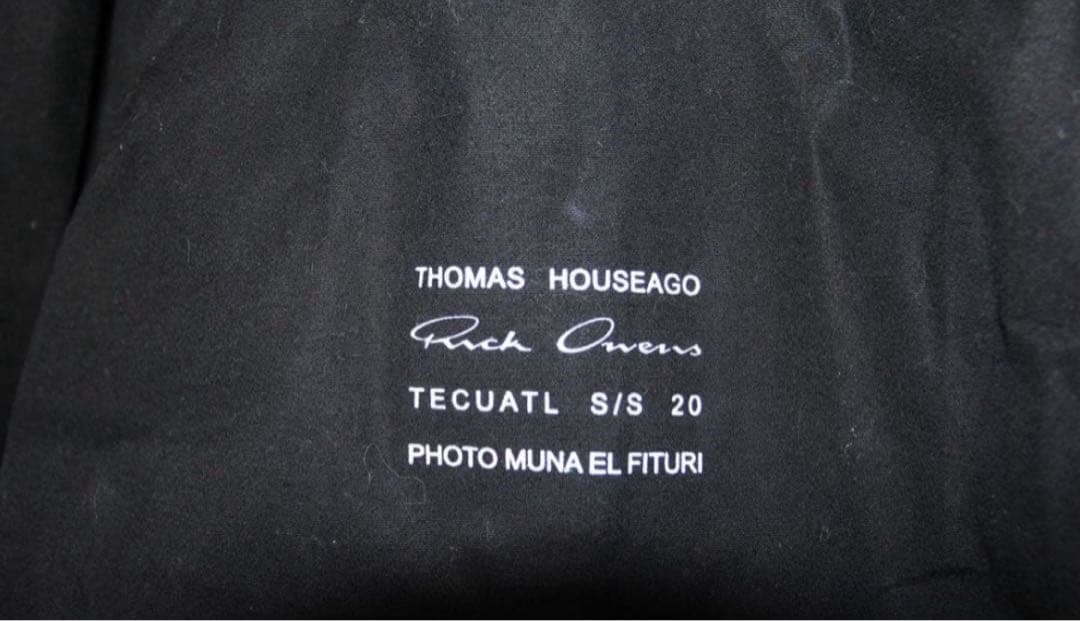 THOMAS HOUSEAGO
Rick Owens
TECUATL S/S 20
PHOTO MUNA EL FITURI